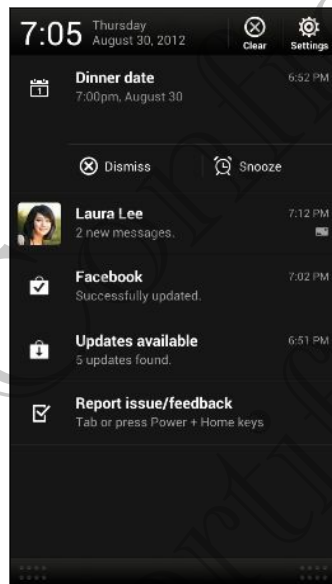 7:05 Thursday
August 30, 2012
Clear
Settings
Dinner date 6:52 PM
7:00pm, August 30
1
Dismiss
Snooze
Laura Lee 7:12 PM
2 new messages.
Facebook 7:02 PM
Successfully updated.
Updates available 6:51 PM
5 updates found.
Report issue/feedback
Tab or press Power + Home keys